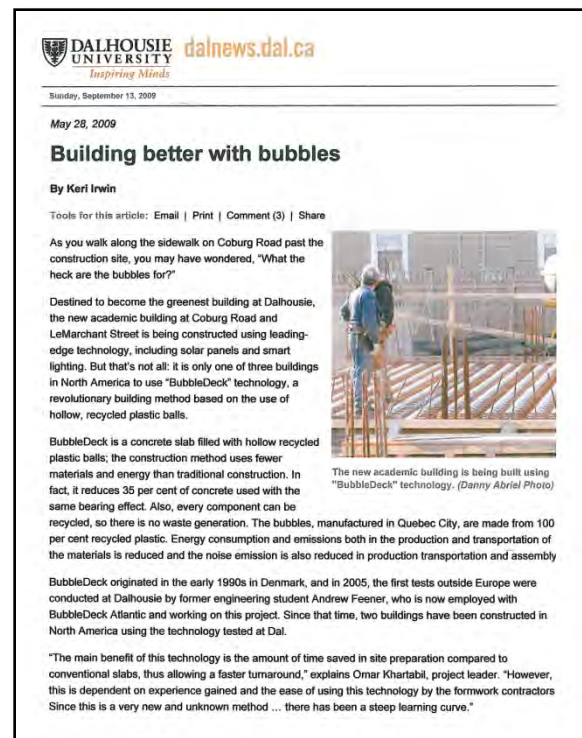 DALHOUSIE
UNIVERSITY
Inspiring Minds
dalnews.dal.ca
Sunday, September 13, 2009
May 28, 2009
Building better with bubbles
By Keri Irwin
Tools for this article: Email | Print | Comment (3) | Share
As you walk along the sidewalk on Coburg Road past the
construction site, you may have wondered, "What the
heck are the bubbles for?"
Destined to become the greenest building at Dalhousie,
the new academic building at Coburg Road and
LeMarchant Street is being constructed using leading-
edge technology, including solar panels and smart
lighting. But that's not all: it is only one of three buildings
in North America to use "BubbleDeck" technology, a
revolutionary building method based on the use of
hollow, recycled plastic balls.
BubbleDeck is a concrete slab filled with hollow recycled
plastic balls; the construction method uses fewer
materials and energy than traditional construction. In
fact, it reduces 35 per cent of concrete used with the
same bearing effect. Also, every component can be
recycled, so there is no waste generation. The bubbles, manufactured in Quebec City, are made from 100
per cent recycled plastic. Energy consumption and emissions both in the production and transportation of
the materials is reduced and the noise emission is also reduced in production transportation and assembly
The new academic building is being built using
"BubbleDeck" technology. (Danny Abriel Photo)
BubbleDeck originated in the early 1990s in Denmark, and in 2005, the first tests outside Europe were
conducted at Dalhousie by former engineering student Andrew Feener, who is now employed with
BubbleDeck Atlantic and working on this project. Since that time, two buildings have been constructed in
North America using the technology tested at Dal.
"The main benefit of this technology is the amount of time saved in site preparation compared to
conventional slabs, thus allowing a faster turnaround," explains Omar Khartabil, project leader. "However,
this is dependent on experience gained and the ease of using this technology by the formwork contractors
Since this is a very new and unknown method ... there has been a steep learning curve."